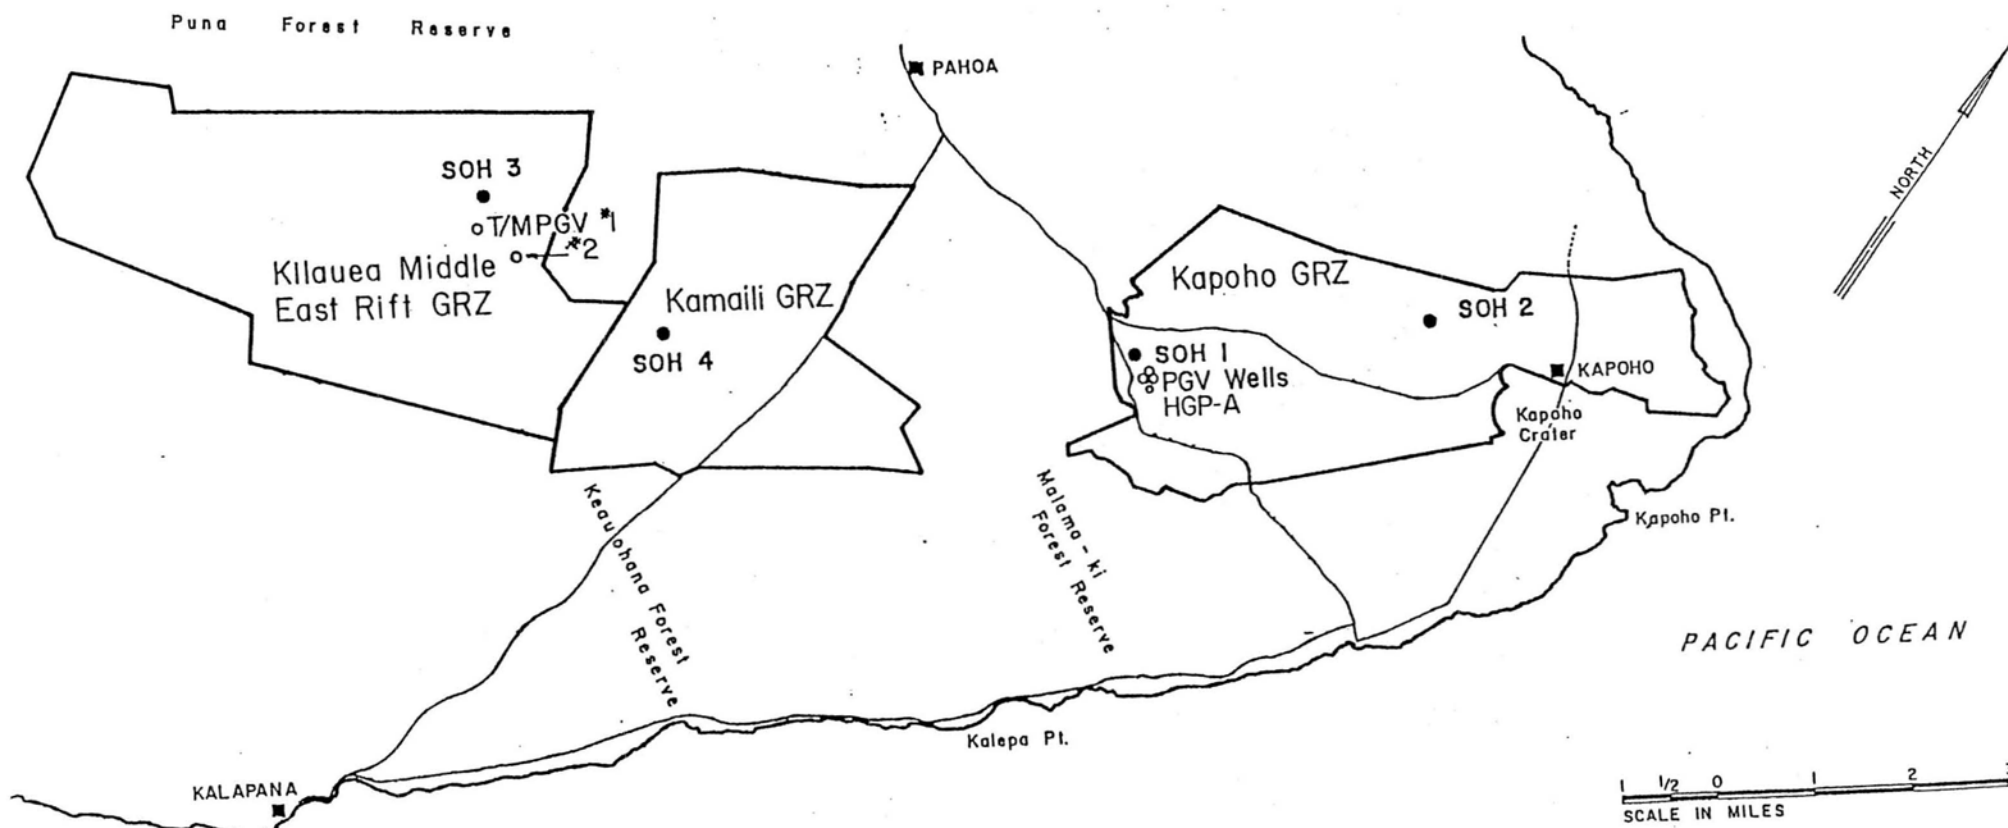 Puna Forest Reserve
PAHOA
NORTH
SOH 3
T/MPGV #1
#2
Kilauea Middle
East Rift GRZ
Kamaili GRZ
SOH 4
Kapoho GRZ
SOH 2
SOH 1
PGV Wells
HGP-A
KAPOHO
Kapoho
Crater
Keauohana Forest
Reserve
Malama-ki
Forest Reserve
Kapoho Pt.
PACIFIC OCEAN
Kalepa Pt.
KALAPANA
1 1/2 0 1 2 3
SCALE IN MILES